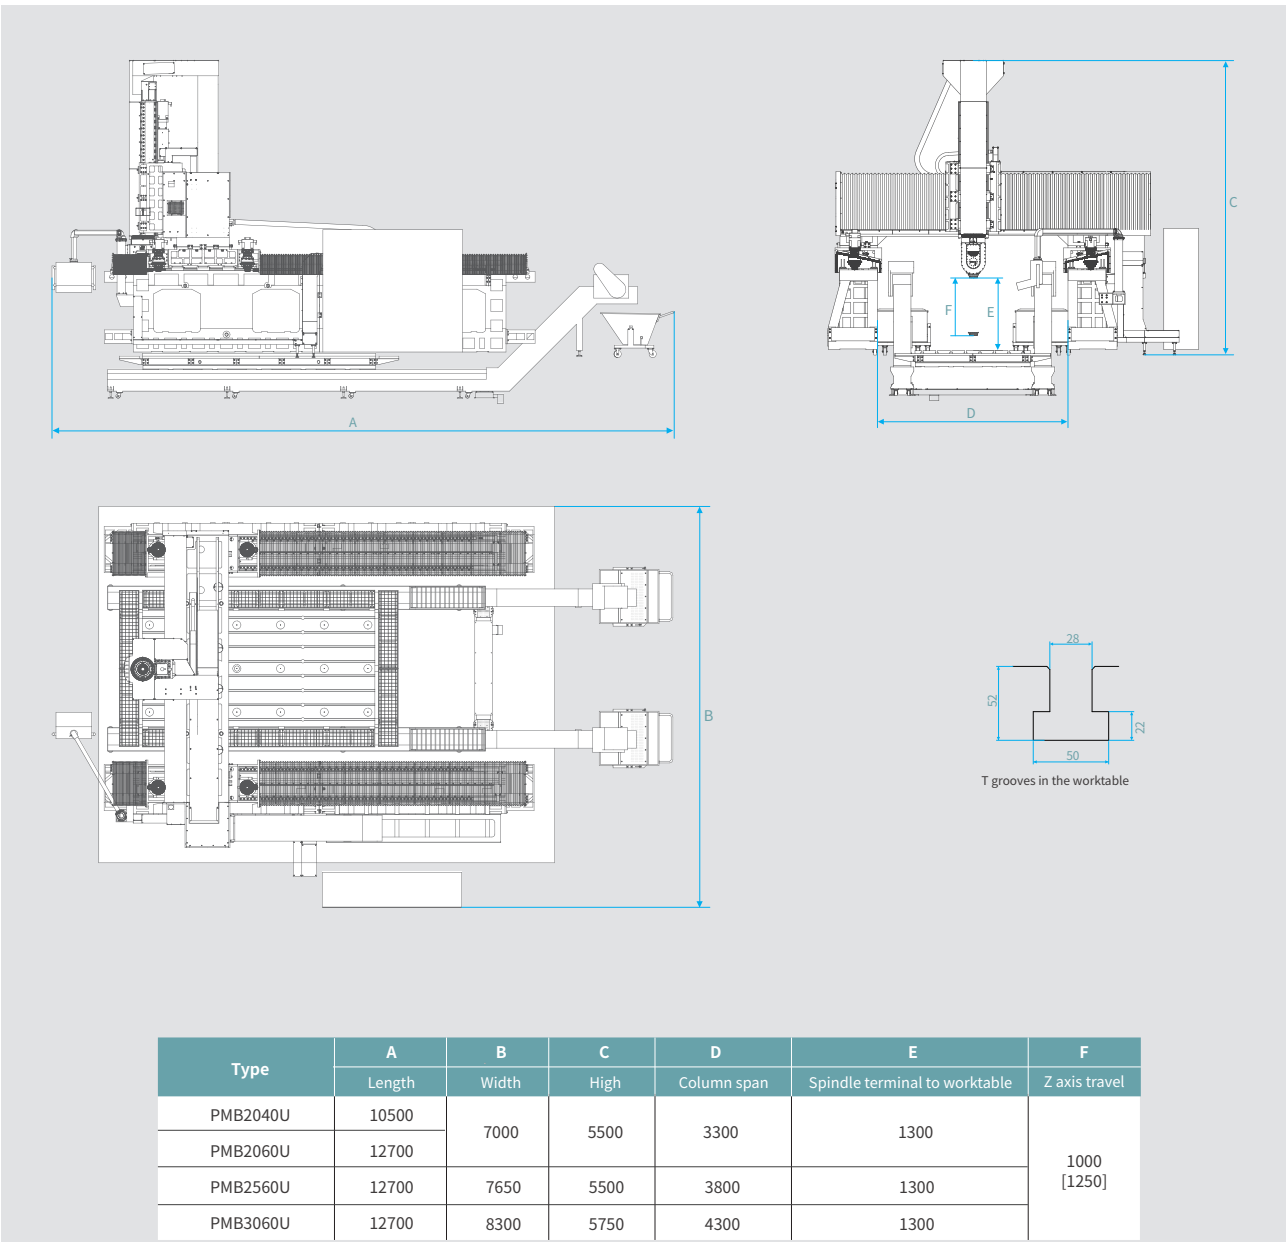 C
F
E
A
D
B
28
52
22
50
T grooves in the worktable
Type A B C D E F
Length Width High Column span Spindle terminal to worktable Z axis travel
PMB2040U 10500 7000 5500 3300 1300 1000
[1250]
PMB2060U 12700
PMB2560U 12700 7650 5500 3800 1300
PMB3060U 12700 8300 5750 4300 1300